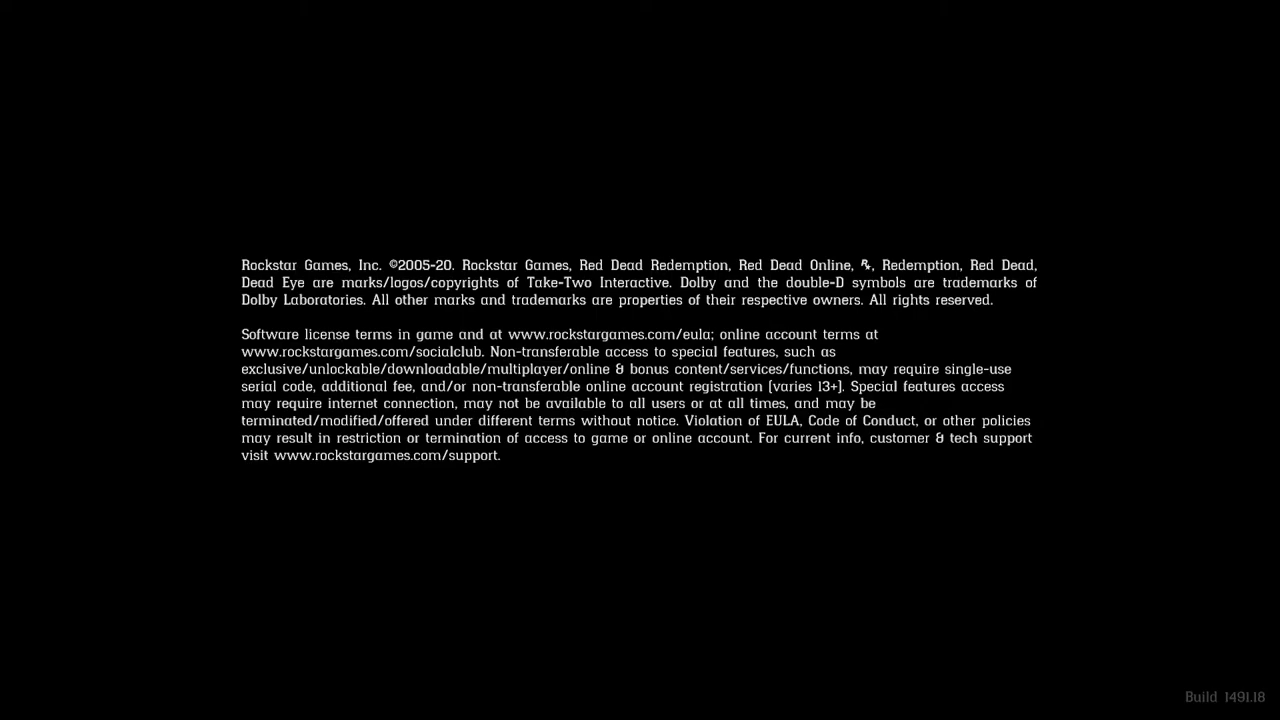 Rockstar Games, Inc. ©2005-20. Rockstar Games, Red Dead Redemption, Red Dead Online, R*, Redemption, Red Dead,
Dead Eye are marks/logos/copyrights of Take-Two Interactive. Dolby and the double-D symbols are trademarks of
Dolby Laboratories. All other marks and trademarks are properties of their respective owners. All rights reserved.
Software license terms in game and at www.rockstargames.com/eula; online account terms at
www.rockstargames.com/socialclub. Non-transferable access to special features, such as
exclusive/unlockable/downloadable/multiplayer/online & bonus content/services/functions, may require single-use
serial code, additional fee, and/or non-transferable online account registration (varies 13+). Special features access
may require internet connection, may not be available to all users or at all times, and may be
terminated/modified/offered under different terms without notice. Violation of EULA, Code of Conduct, or other policies
may result in restriction or termination of access to game or online account. For current info, customer & tech support
visit www.rockstargames.com/support.
Build 1491.18